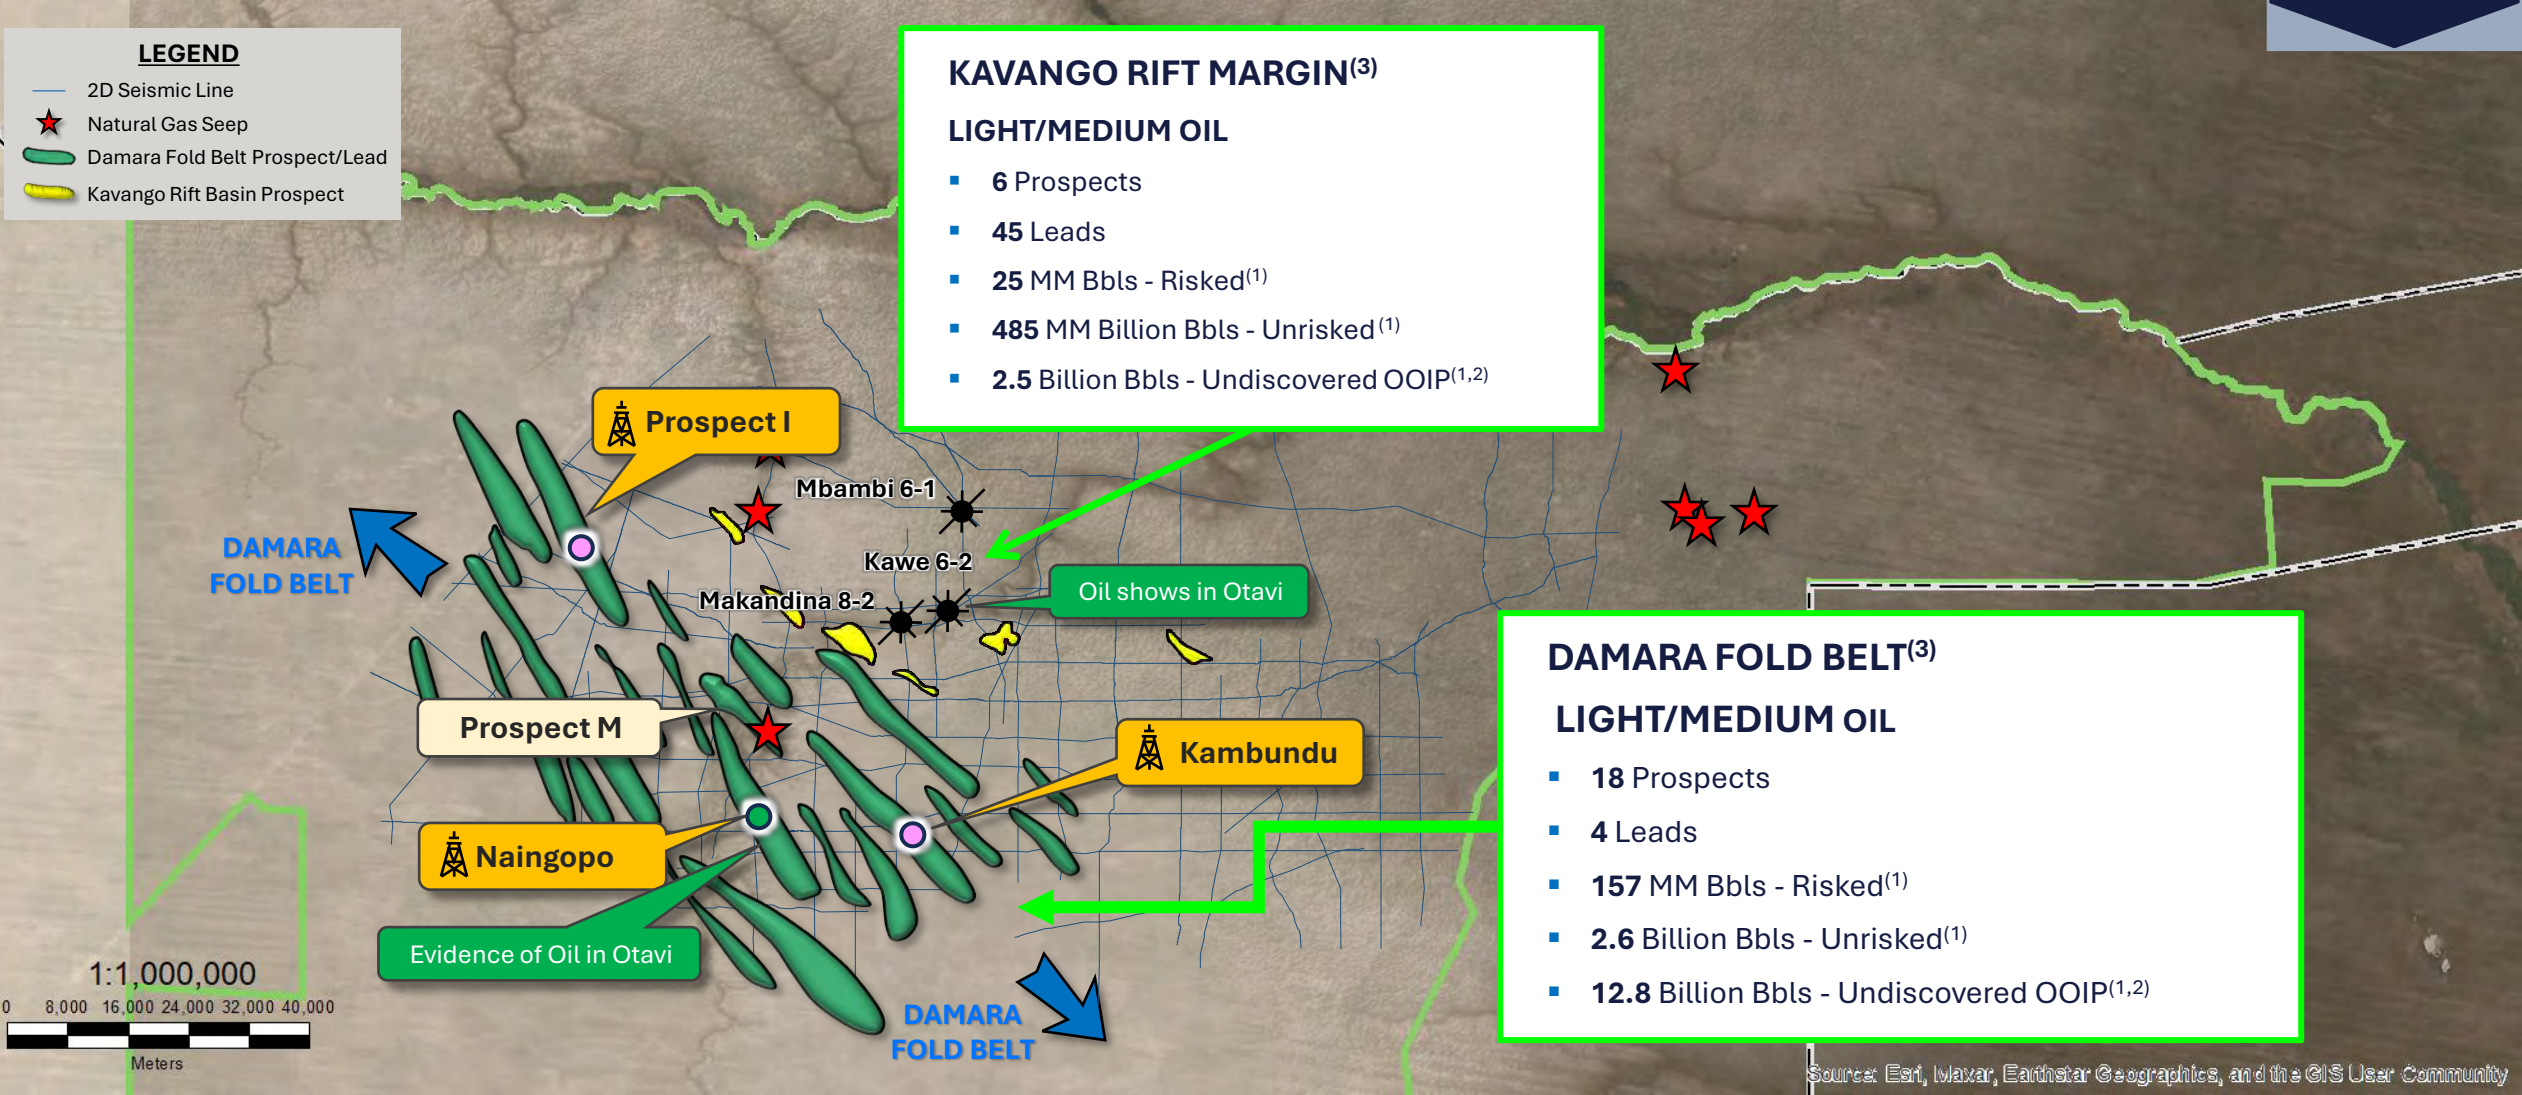 LEGEND
2D Seismic Line
Natural Gas Seep
Damara Fold Belt Prospect/Lead
Kavango Rift Basin Prospect
KAVANGO RIFT MARGIN(3)
LIGHT/MEDIUM OIL
▪ 6 Prospects
▪ 45 Leads
▪ 25 MM Bbls - Risked(1)
▪ 485 MM Billion Bbls - Unrisked (1)
▪ 2.5 Billion Bbls - Undiscovered OOIP(1,2)
Prospect I
Mbambi 6-1
DAMARA
FOLD BELT
Kawe 6-2
Makandina 8-2
Oil shows in Otavi
Prospect M
Kambundu
Naingopo
Evidence of Oil in Otavi
DAMARA FOLD BELT(3)
LIGHT/MEDIUM OIL
▪ 18 Prospects
▪ 4 Leads
▪ 157 MM Bbls - Risked(1)
▪ 2.6 Billion Bbls - Unrisked(1)
▪ 12.8 Billion Bbls - Undiscovered OOIP(1,2)
DAMARA
FOLD BELT
1:1,000,000
0 8,000 16,000 24,000 32,000 40,000
Meters
Source: Esri, Maxar, Earthstar Geographics, and the GIS User Community